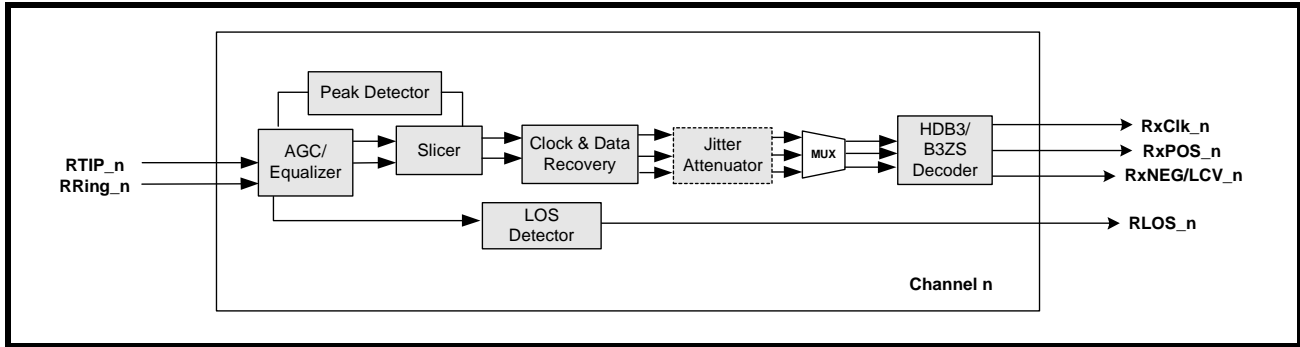 Peak Detector
RTIP_n
RRing_n
AGC/
Equalizer
Slicer
Clock & Data
Recovery
Jitter
Attenuator
MUX
HDB3/
B3ZS
Decoder
RxClk_n
RxPOS_n
RxNEG/LCV_n
LOS
Detector
RLOS_n
Channel n